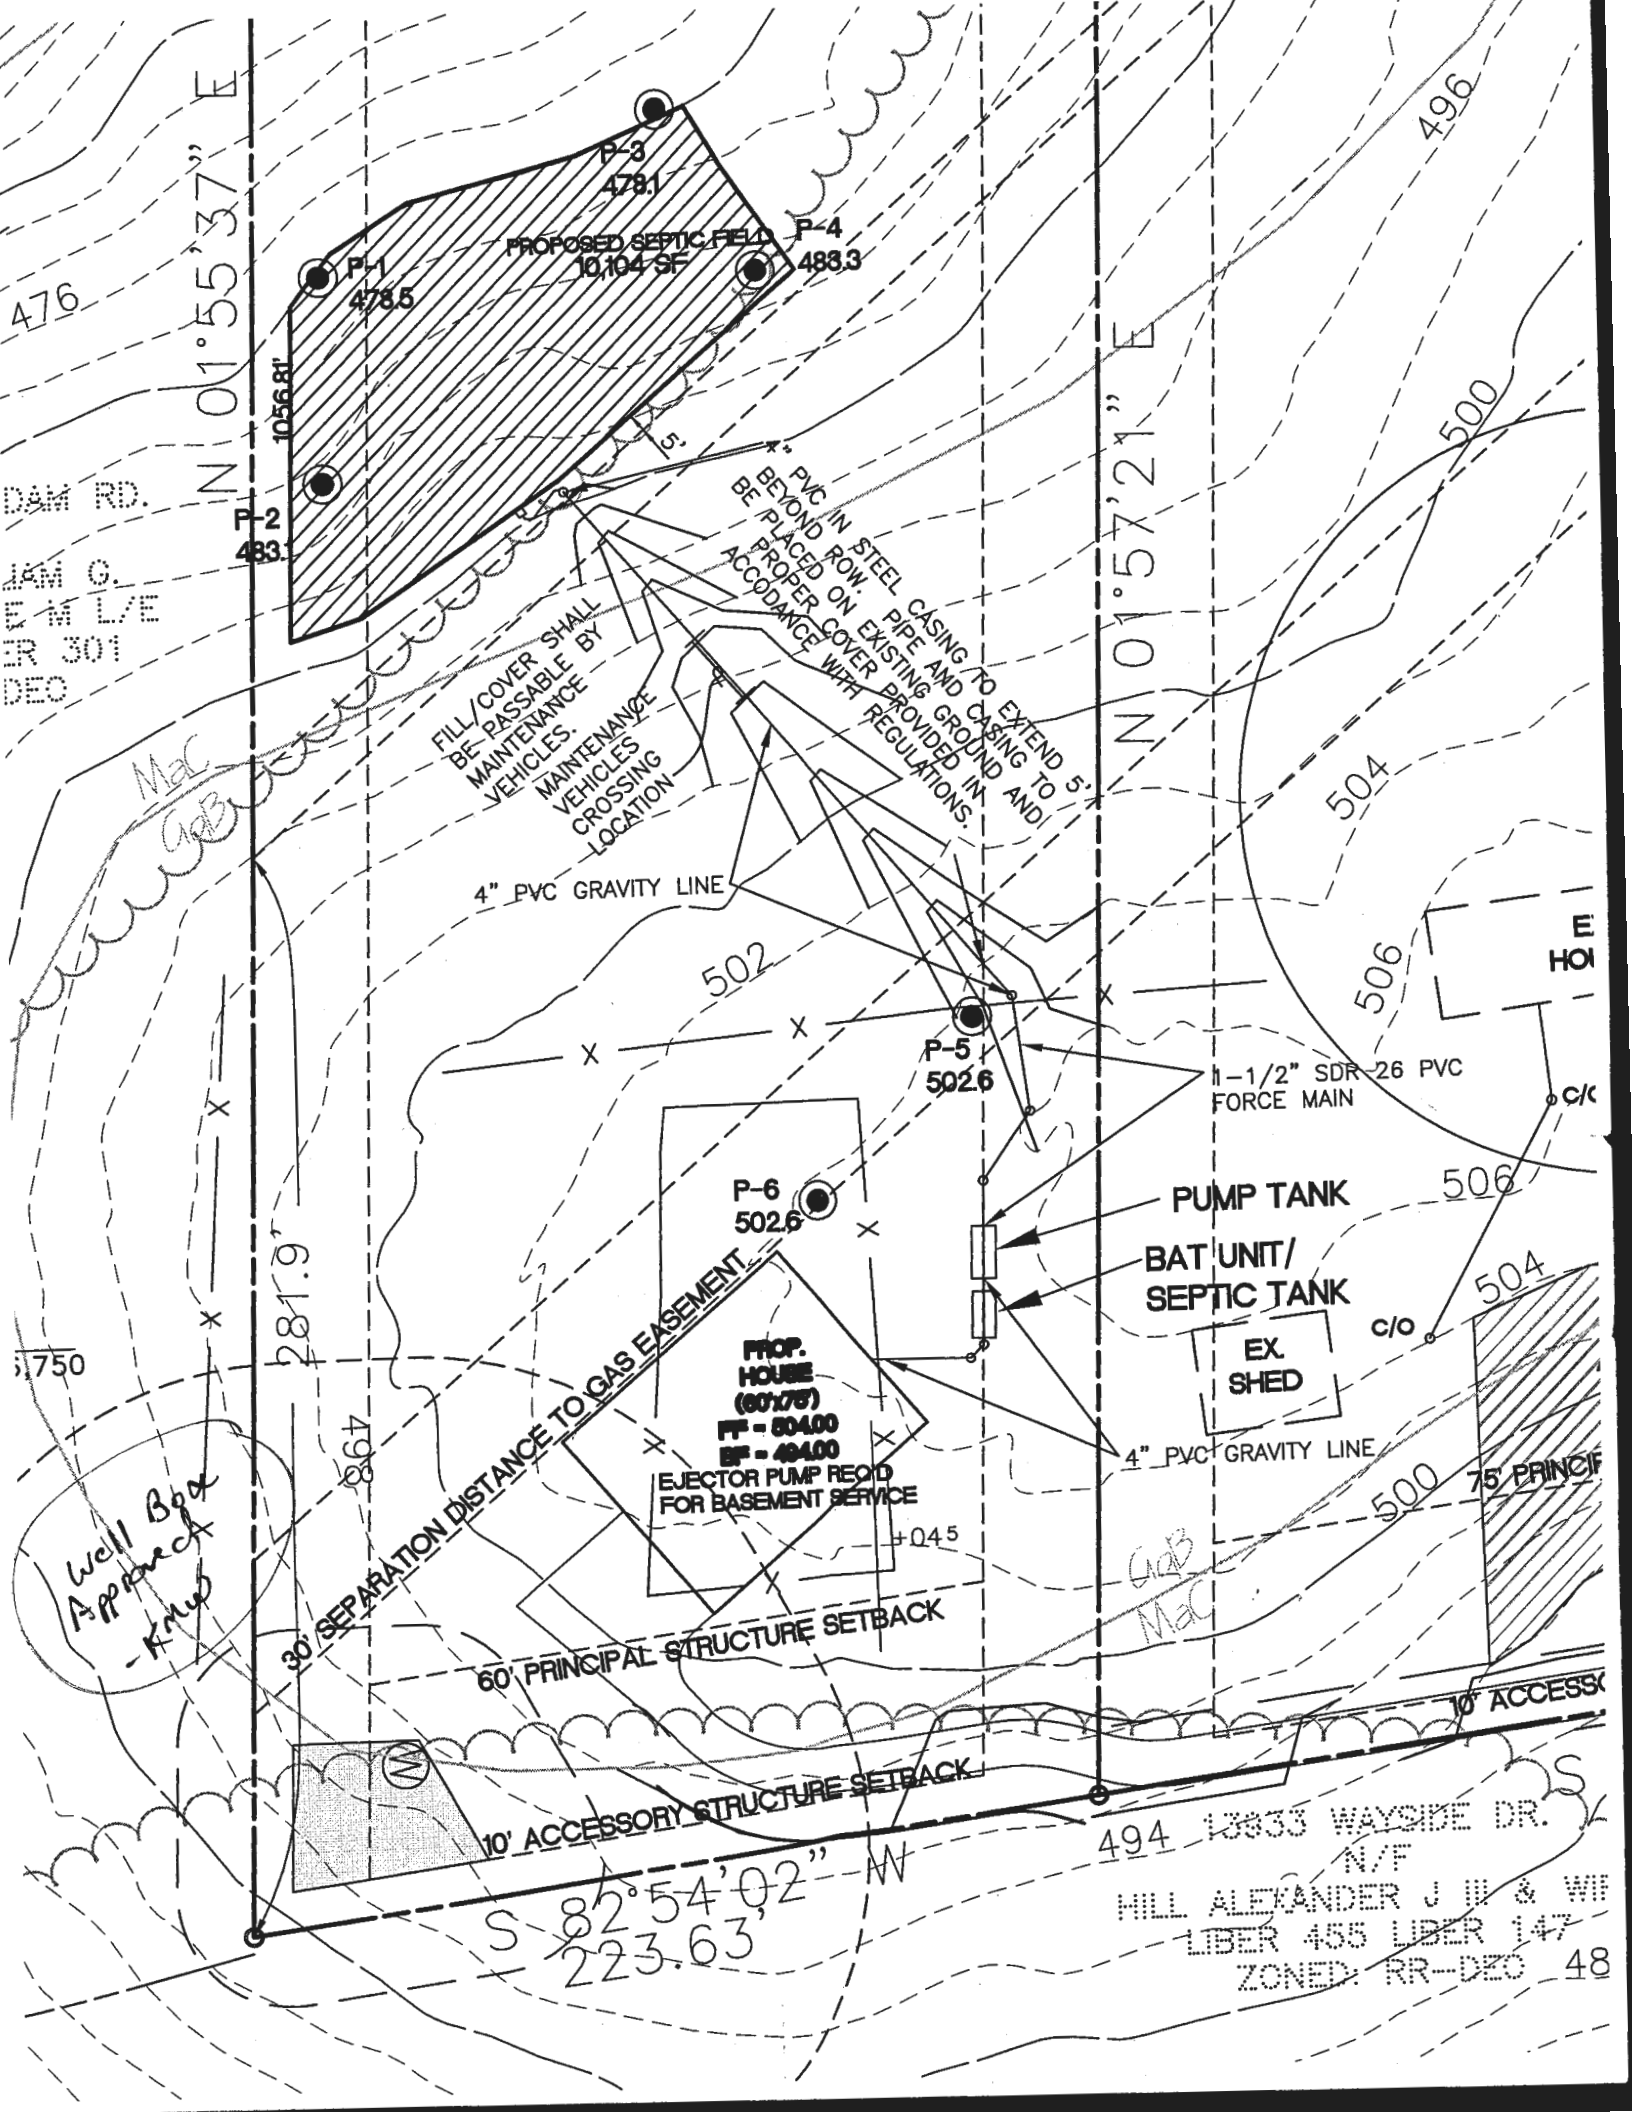 N 01°55'37" E
496
P-3
478.1
PROPOSED SEPTIC FIELD
10,104 SF
P-4
483.3
P-1
478.5
476
1056.81'
N 01°57'21" E
500
5'
DAM RD.
P-2
483.1
IAM G.
E M L/E
ER 301
DEO
4" PVC IN STEEL CASING TO EXTEND 5'
BEYOND ROW. PIPE AND CASING TO
BE PLACED ON EXISTING GROUND AND
PROPER COVER PROVIDED IN
ACCODANCE WITH REGULATIONS.
FILL/COVER SHALL
BE PASSABLE BY
MAINTENANCE
VEHICLES.
MAINTENANCE
VEHICLES
CROSSING
LOCATION
MaC
GgB
504
4" PVC GRAVITY LINE
502
506
HOU
X X X
P-5
502.6
1-1/2" SDR-26 PVC
FORCE MAIN
C/O
X
P-6
502.6
X
PUMP TANK
506
BAT UNIT/
SEPTIC TANK
504
281.9'
X
C/O
EX.
SHED
5,750
30' SEPARATION DISTANCE TO GAS EASEMENT
PROP.
HOUSE
(60'x75')
FF = 504.00
BF = 494.00
EJECTOR PUMP REQ'D
FOR BASEMENT SERVICE
X X
498
4" PVC GRAVITY LINE
75' PRINCIP
500
Well Box
Approved
-KMW
+04⁵
GgB
MaC
60' PRINCIPAL STRUCTURE SETBACK
10' ACCESSO
W
10' ACCESSORY STRUCTURE SETBACK
S
S 82°54'02" W
223.63'
494
13933 WAYSIDE DR.
N/F
HILL ALEXANDER J III & WIF
LIBER 455 LIBER 147
ZONED: RR-DEO
48